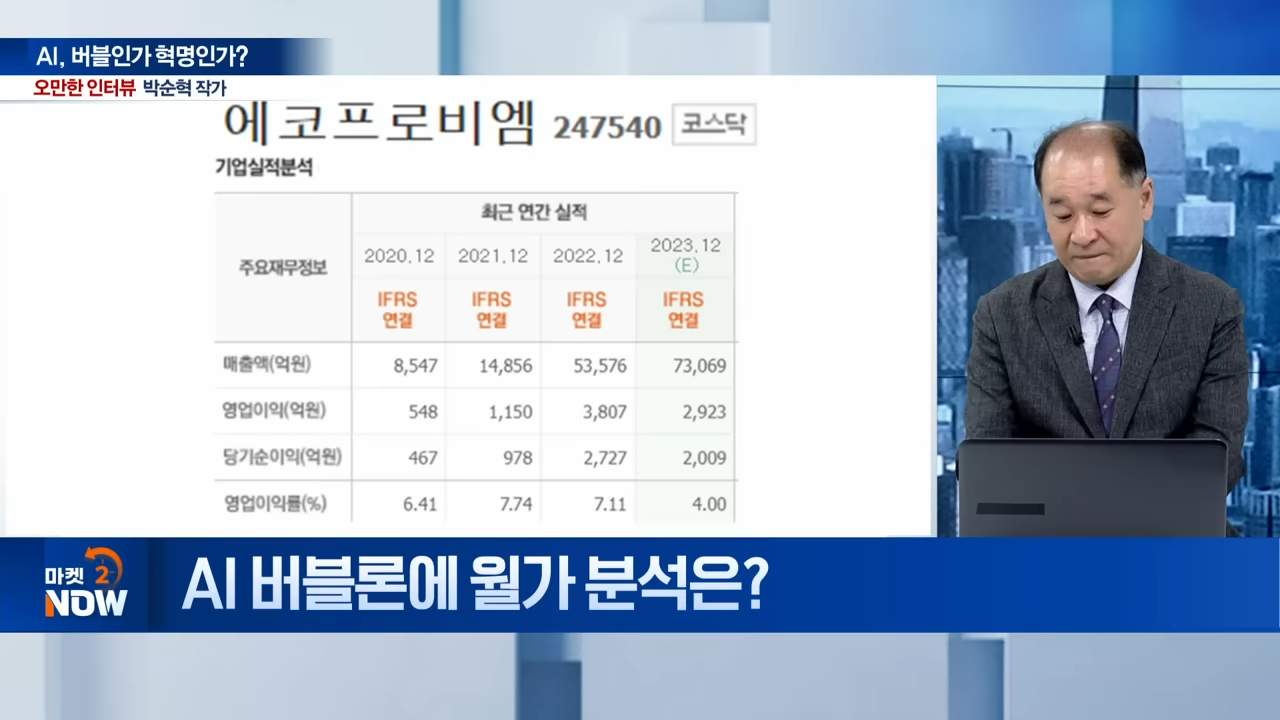 AI, 버블인가 혁명인가?
오만한 인터뷰 박순혁 작가
에코프로비엠 247540 코스닥
기업실적분석
주요재무정보 최근 연간 실적
2020.12 2021.12 2022.12 2023.12
(E)
IFRS IFRS IFRS IFRS
연결 연결 연결 연결
매출액(억원) 8,547 14,856 53,576 73,069
영업이익(억원) 548 1,150 3,807 2,923
당기순이익(억원) 467 978 2,727 2,009
영업이익률(%) 6.41 7.74 7.11 4.00
마켓 2
NOW
AI 버블론에 월가 분석은?